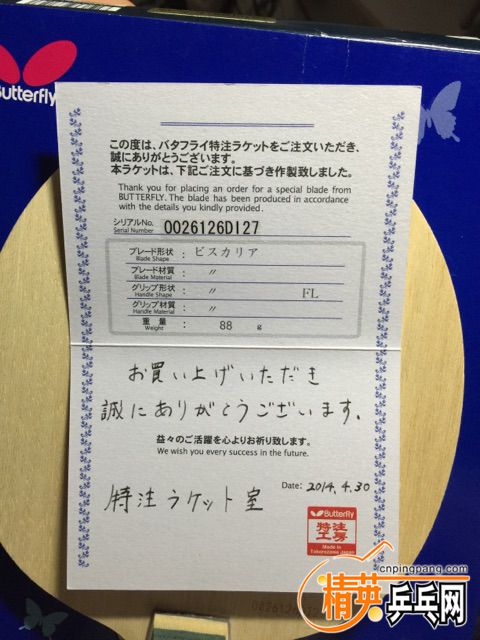 Butterfly
この度は、バタフライ特注ラケットをご注文いただき、
誠にありがとうございます。
本ラケットは、下記ご注文に基づき作製致しました。
Thank you for placing an order for a special blade from
BUTTERFLY. The blade has been produced in accordance
with the details you kindly provided.
シリアルNo.
Serial Number
0026126D127
ブレード形状 : ビスカリア
Blade Shape
ブレード材質 : 〃
Blade Material
グリップ形状 : 〃 FL
Handle Shape
グリップ材質 : 〃
Handle Material
重量 : 88 g
Weight
お買い上げいただき
誠にありがとうございます.
益々のご活躍を心よりお祈り致します。
We wish you every success in the future.
Date: 2014.4.30
特注ラケット室
Butterfly
特注
工房
Made in
Tokorozawa Japan
cnpingpang.com
精英乒乓网